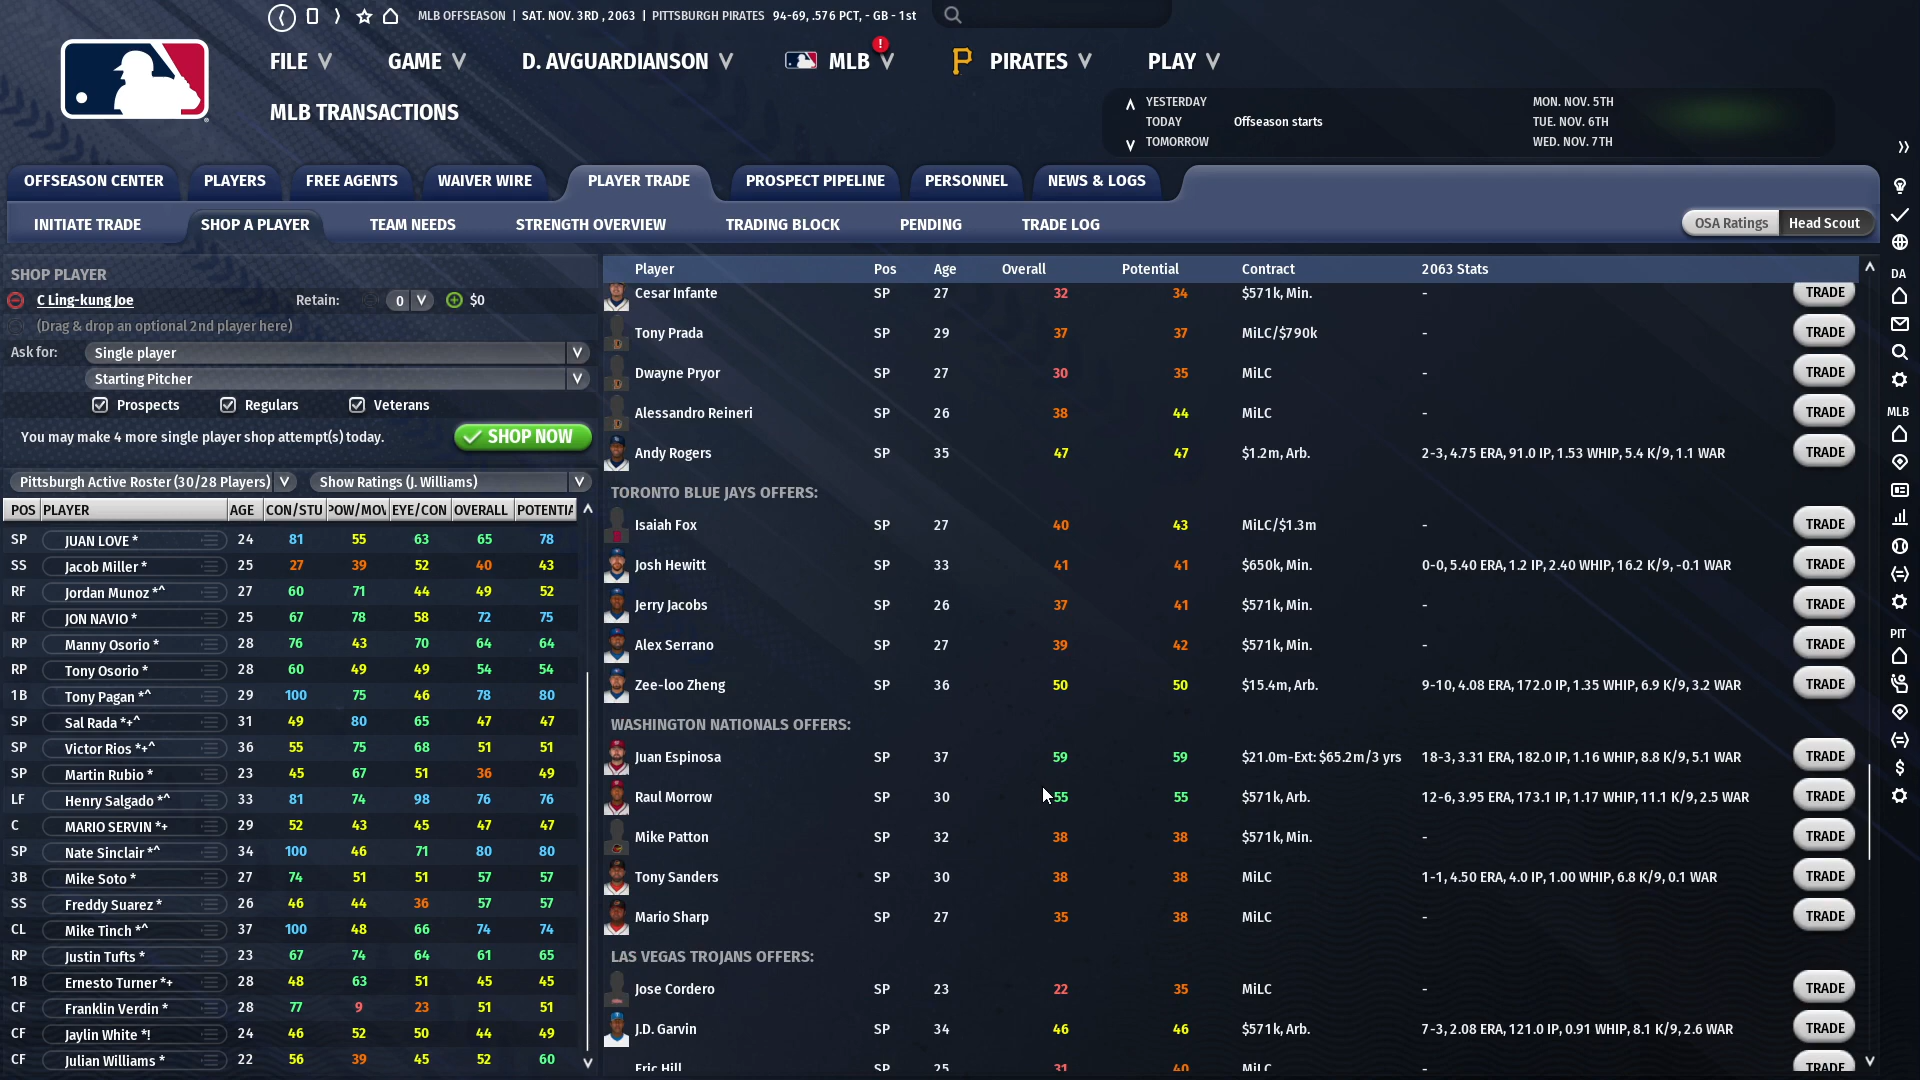 MLB OFFSEASON | SAT. NOV. 3RD , 2063 | PITTSBURGH PIRATES 94-69, .576 PCT, - GB - 1st
FILE GAME D. AVGUARDIANSON MLB ! P PIRATES PLAY
MLB TRANSACTIONS
YESTERDAY MON. NOV. 5TH
TODAY Offseason starts TUE. NOV. 6TH
TOMORROW WED. NOV. 7TH
OFFSEASON CENTER PLAYERS FREE AGENTS WAIVER WIRE PLAYER TRADE PROSPECT PIPELINE PERSONNEL NEWS & LOGS
INITIATE TRADE SHOP A PLAYER TEAM NEEDS STRENGTH OVERVIEW TRADING BLOCK PENDING TRADE LOG OSA Ratings Head Scout
SHOP PLAYER
C Ling-kung Joe Retain: 0 $0
(Drag & drop an optional 2nd player here)
Ask for: Single player
Starting Pitcher
Prospects Regulars Veterans
You may make 4 more single player shop attempt(s) today. SHOP NOW
Pittsburgh Active Roster (30/28 Players) Show Ratings (J. Williams)
POS PLAYER AGE CON/STU POW/MOV EYE/CON OVERALL POTENTIA
SP JUAN LOVE * 24 81 55 63 65 78
SS Jacob Miller * 25 27 39 52 40 43
RF Jordan Munoz *^ 27 60 71 44 49 52
RF JON NAVIO * 25 67 78 58 72 75
RP Manny Osorio * 28 76 43 70 64 64
RP Tony Osorio * 28 60 49 49 54 54
1B Tony Pagan *^ 29 100 75 46 78 80
SP Sal Rada *+^ 31 49 80 65 47 47
SP Victor Rios *+^ 36 55 75 68 51 51
SP Martin Rubio * 23 45 67 51 36 49
LF Henry Salgado *^ 33 81 74 98 76 76
C MARIO SERVIN *+ 29 52 43 45 47 47
SP Nate Sinclair *^ 34 100 46 71 80 80
3B Mike Soto * 27 74 51 51 57 57
SS Freddy Suarez * 26 46 44 36 57 57
CL Mike Tinch *^ 37 100 48 66 74 74
RP Justin Tufts * 23 67 74 64 61 65
1B Ernesto Turner *+ 28 48 63 51 45 45
CF Franklin Verdin * 28 77 9 23 51 51
CF Jaylin White *! 24 46 52 50 44 49
CF Julian Williams * 22 56 39 45 52 60
Player Pos Age Overall Potential Contract 2063 Stats
Cesar Infante SP 27 32 34 $571k, Min. - TRADE
Tony Prada SP 29 37 37 MiLC/$790k - TRADE
Dwayne Pryor SP 27 30 35 MiLC - TRADE
Alessandro Reineri SP 26 38 44 MiLC - TRADE
Andy Rogers SP 35 47 47 $1.2m, Arb. 2-3, 4.75 ERA, 91.0 IP, 1.53 WHIP, 5.4 K/9, 1.1 WAR TRADE
TORONTO BLUE JAYS OFFERS:
Isaiah Fox SP 27 40 43 MiLC/$1.3m - TRADE
Josh Hewitt SP 33 41 41 $650k, Min. 0-0, 5.40 ERA, 1.2 IP, 2.40 WHIP, 16.2 K/9, -0.1 WAR TRADE
Jerry Jacobs SP 26 37 41 $571k, Min. - TRADE
Alex Serrano SP 27 39 42 $571k, Min. - TRADE
Zee-loo Zheng SP 36 50 50 $15.4m, Arb. 9-10, 4.08 ERA, 172.0 IP, 1.35 WHIP, 6.9 K/9, 3.2 WAR TRADE
WASHINGTON NATIONALS OFFERS:
Juan Espinosa SP 37 59 59 $21.0m-Ext: $65.2m/3 yrs 18-3, 3.31 ERA, 182.0 IP, 1.16 WHIP, 8.8 K/9, 5.1 WAR TRADE
Raul Morrow SP 30 55 55 $571k, Arb. 12-6, 3.95 ERA, 173.1 IP, 1.17 WHIP, 11.1 K/9, 2.5 WAR TRADE
Mike Patton SP 32 38 38 $571k, Min. - TRADE
Tony Sanders SP 30 38 38 MiLC 1-1, 4.50 ERA, 4.0 IP, 1.00 WHIP, 6.8 K/9, 0.1 WAR TRADE
Mario Sharp SP 27 35 38 MiLC - TRADE
LAS VEGAS TROJANS OFFERS:
Jose Cordero SP 23 22 35 MiLC - TRADE
J.D. Garvin SP 34 46 46 $571k, Arb. 7-3, 2.08 ERA, 121.0 IP, 0.91 WHIP, 8.1 K/9, 2.6 WAR TRADE
Eric Hill SP 25 31 40 MiLC - TRADE
DA
MLB
PIT